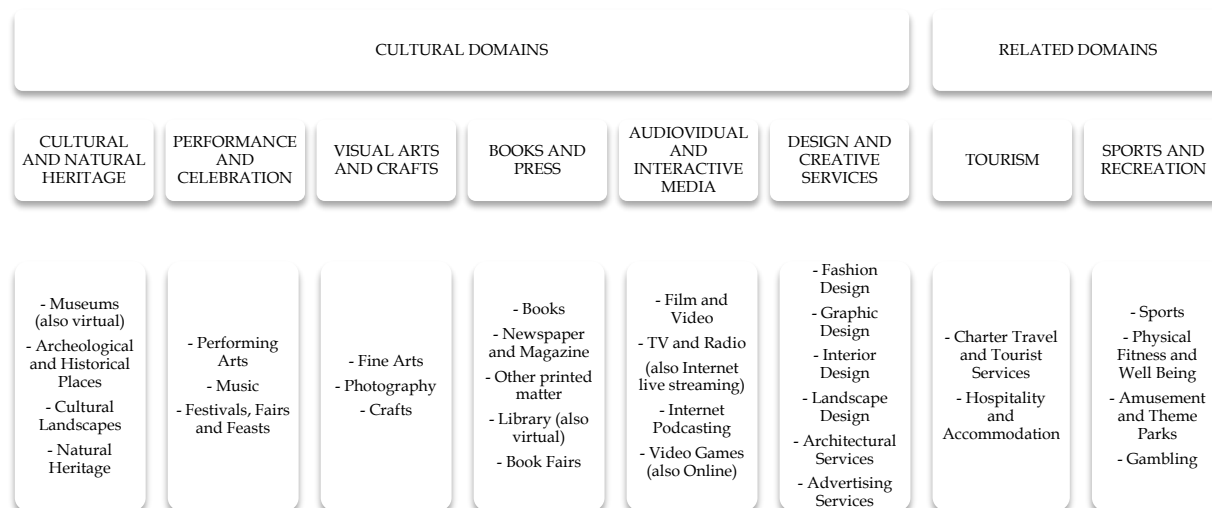 CULTURAL DOMAINS
RELATED DOMAINS
CULTURAL
AND NATURAL
HERITAGE
PERFORMANCE
AND
CELEBRATION
VISUAL ARTS
AND CRAFTS
BOOKS AND
PRESS
AUDIOVIDUAL
AND
INTERACTIVE
MEDIA
DESIGN AND
CREATIVE
SERVICES
TOURISM
SPORTS AND
RECREATION
- Museums
(also virtual)
- Archeological
and Historical
Places
- Cultural
Landscapes
- Natural
Heritage
- Performing
Arts
- Music
- Festivals, Fairs
and Feasts
- Fine Arts
- Photography
- Crafts
- Books
- Newspaper
and Magazine
- Other printed
matter
- Library (also
virtual)
- Book Fairs
- Film and
Video
- TV and Radio
(also Internet
live streaming)
- Internet
Podcasting
- Video Games
(also Online)
- Fashion
Design
- Graphic
Design
- Interior
Design
- Landscape
Design
- Architectural
Services
- Advertising
Services
- Charter Travel
and Tourist
Services
- Hospitality
and
Accommodation
- Sports
- Physical
Fitness and
Well Being
- Amusement
and Theme
Parks
- Gambling